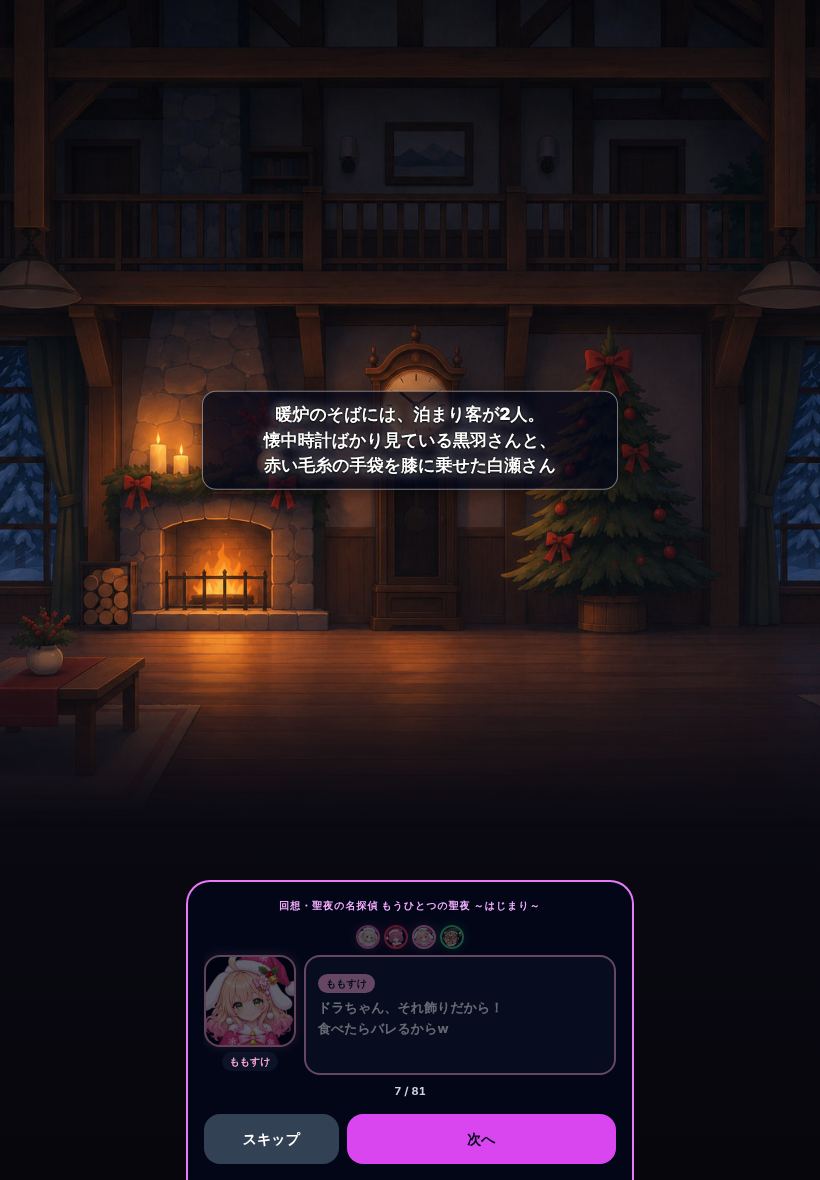 暖炉のそばには、泊まり客が2人。
懐中時計ばかり見ている黒羽さんと、
赤い毛糸の手袋を膝に乗せた白瀬さん
回想・聖夜の名探偵 もうひとつの聖夜 ～はじまり～
ももすけ
ドラちゃん、それ飾りだから！
食べたらバレるからw
ももすけ
7 / 81
スキップ
次へ